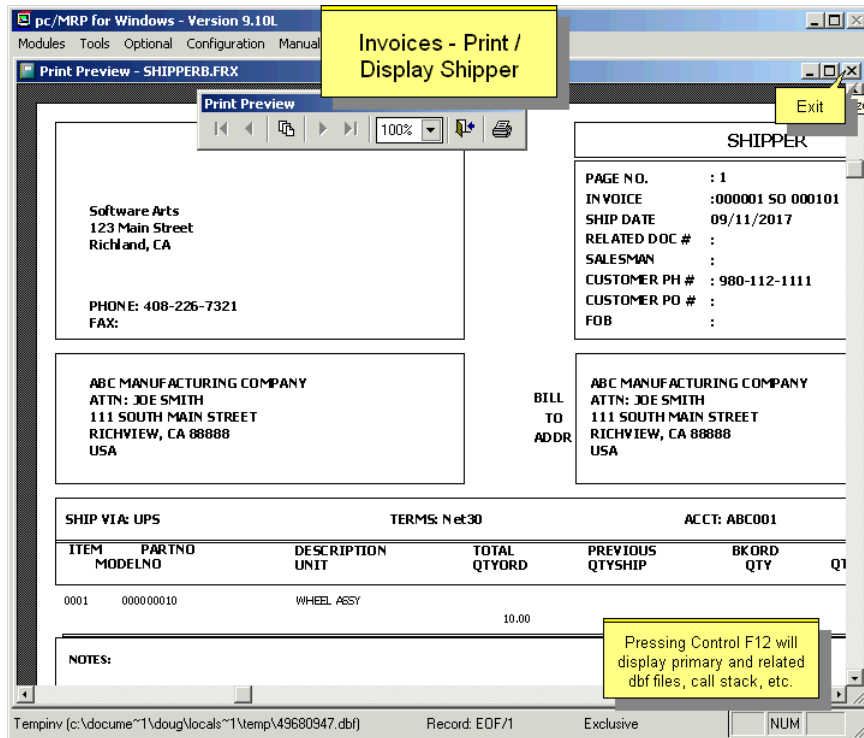 pc/MRP for Windows - Version 9.10L
Modules Tools Optional Configuration Manual
Invoices - Print /
Display Shipper
Print Preview - SHIPPERB.FRX
Exit
Print Preview
100%
SHIPPER
Software Arts
123 Main Street
Richland, CA
PHONE: 408-226-7321
FAX:
PAGE NO. : 1
INVOICE :000001 SO 000101
SHIP DATE 09/11/2017
RELATED DOC # :
SALESMAN :
CUSTOMER PH # : 980-112-1111
CUSTOMER PO # :
FOB :
ABC MANUFACTURING COMPANY
ATTN: JOE SMITH
111 SOUTH MAIN STREET
RICHVIEW, CA 88888
USA
BILL
TO
ADDR
ABC MANUFACTURING COMPANY
ATTN: JOE SMITH
111 SOUTH MAIN STREET
RICHVIEW, CA 88888
USA
SHIP VIA: UPS TERMS: Net30 ACCT: ABC001
ITEM PARTNO DESCRIPTION TOTAL PREVIOUS BKORD
MODELNO UNIT QTYORD QTYSHIP QTY
0001 000000010 WHEEL ASSY
10.00
NOTES:
Pressing Control F12 will
display primary and related
dbf files, call stack, etc.
Tempinv (c:\docume~1\doug\locals~1\temp\49680947.dbf) Record: EOF/1 Exclusive NUM